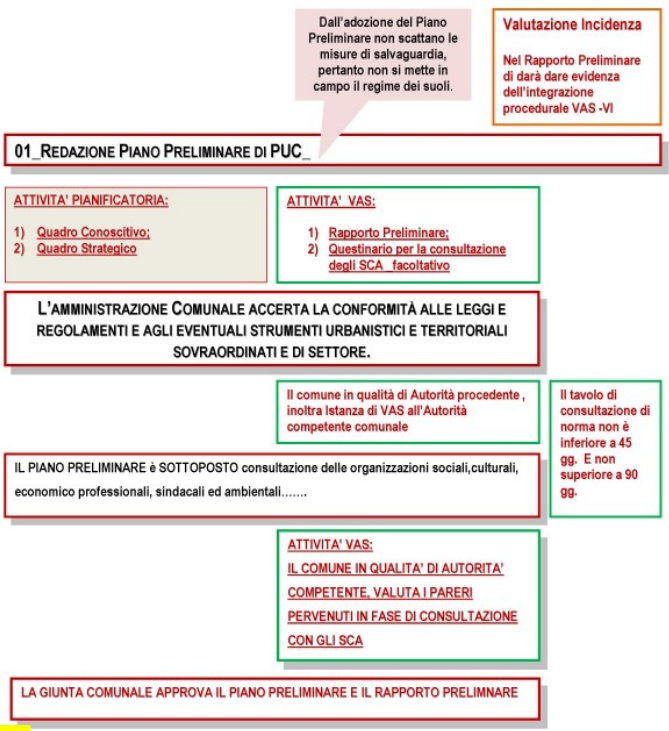 Dall'adozione del Piano
Preliminare non scattano le
misure di salvaguardia,
pertanto non si mette in
campo il regime dei suoli.
Valutazione Incidenza
Nel Rapporto Preliminare
di darà dare evidenza
dell'integrazione
procedurale VAS -VI
01_REDAZIONE PIANO PRELIMINARE DI PUC_
ATTIVITA' PIANIFICATORIA:
1) Quadro Conoscitivo;
2) Quadro Strategico
ATTIVITA' VAS:
1) Rapporto Preliminare;
2) Questinario per la consultazione
degli SCA_facoltativo
L'AMMINISTRAZIONE COMUNALE ACCERTA LA CONFORMITÀ ALLE LEGGI E
REGOLAMENTI E AGLI EVENTUALI STRUMENTI URBANISTICI E TERRITORIALI
SOVRAORDINATI E DI SETTORE.
Il comune in qualità di Autorità procedente ,
inoltra Istanza di VAS all'Autorità
competente comunale
Il tavolo di
consultazione di
norma non è
inferiore a 45
gg. E non
superiore a 90
gg.
IL PIANO PRELIMINARE è SOTTOPOSTO consultazione delle organizzazioni sociali,culturali,
economico professionali, sindacali ed ambientali…….
ATTIVITA' VAS:
IL COMUNE IN QUALITA' DI AUTORITA'
COMPETENTE, VALUTA I PARERI
PERVENUTI IN FASE DI CONSULTAZIONE
CON GLI SCA
LA GIUNTA COMUNALE APPROVA IL PIANO PRELIMINARE E IL RAPPORTO PRELIMNARE